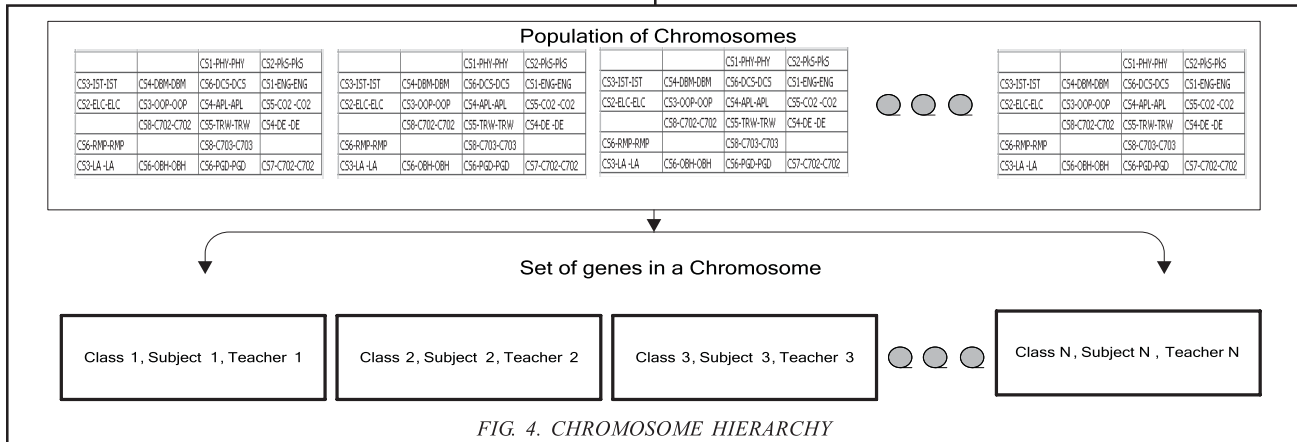 Population of Chromosomes
CS1-PHY-PHY CS2-PkS-PkS
CS3-IST-IST CS4-DBM-DBM CS6-DCS-DCS CS1-ENG-ENG
CS2-ELC-ELC CS3-OOP-OOP CS4-APL-APL CS5-CO2 -CO2
CS8-C702-C702 CS5-TRW-TRW CS4-DE -DE
CS6-RMP-RMP CS8-C703-C703
CS3-LA -LA CS6-OBH-OBH CS6-PGD-PGD CS7-C702-C702
CS1-PHY-PHY CS2-PkS-PkS
CS3-IST-IST CS4-DBM-DBM CS6-DCS-DCS CS1-ENG-ENG
CS2-ELC-ELC CS3-OOP-OOP CS4-APL-APL CS5-CO2 -CO2
CS8-C702-C702 CS5-TRW-TRW CS4-DE -DE
CS6-RMP-RMP CS8-C703-C703
CS3-LA -LA CS6-OBH-OBH CS6-PGD-PGD CS7-C702-C702
CS1-PHY-PHY CS2-PkS-PkS
CS3-IST-IST CS4-DBM-DBM CS6-DCS-DCS CS1-ENG-ENG
CS2-ELC-ELC CS3-OOP-OOP CS4-APL-APL CS5-CO2 -CO2
CS8-C702-C702 CS5-TRW-TRW CS4-DE -DE
CS6-RMP-RMP CS8-C703-C703
CS3-LA -LA CS6-OBH-OBH CS6-PGD-PGD CS7-C702-C702
CS1-PHY-PHY CS2-PkS-PkS
CS3-IST-IST CS4-DBM-DBM CS6-DCS-DCS CS1-ENG-ENG
CS2-ELC-ELC CS3-OOP-OOP CS4-APL-APL CS5-CO2 -CO2
CS8-C702-C702 CS5-TRW-TRW CS4-DE -DE
CS6-RMP-RMP CS8-C703-C703
CS3-LA -LA CS6-OBH-OBH CS6-PGD-PGD CS7-C702-C702
Set of genes in a Chromosome
Class 1, Subject 1, Teacher 1
Class 2, Subject 2, Teacher 2
Class 3, Subject 3, Teacher 3
Class N, Subject N , Teacher N
FIG. 4. CHROMOSOME HIERARCHY